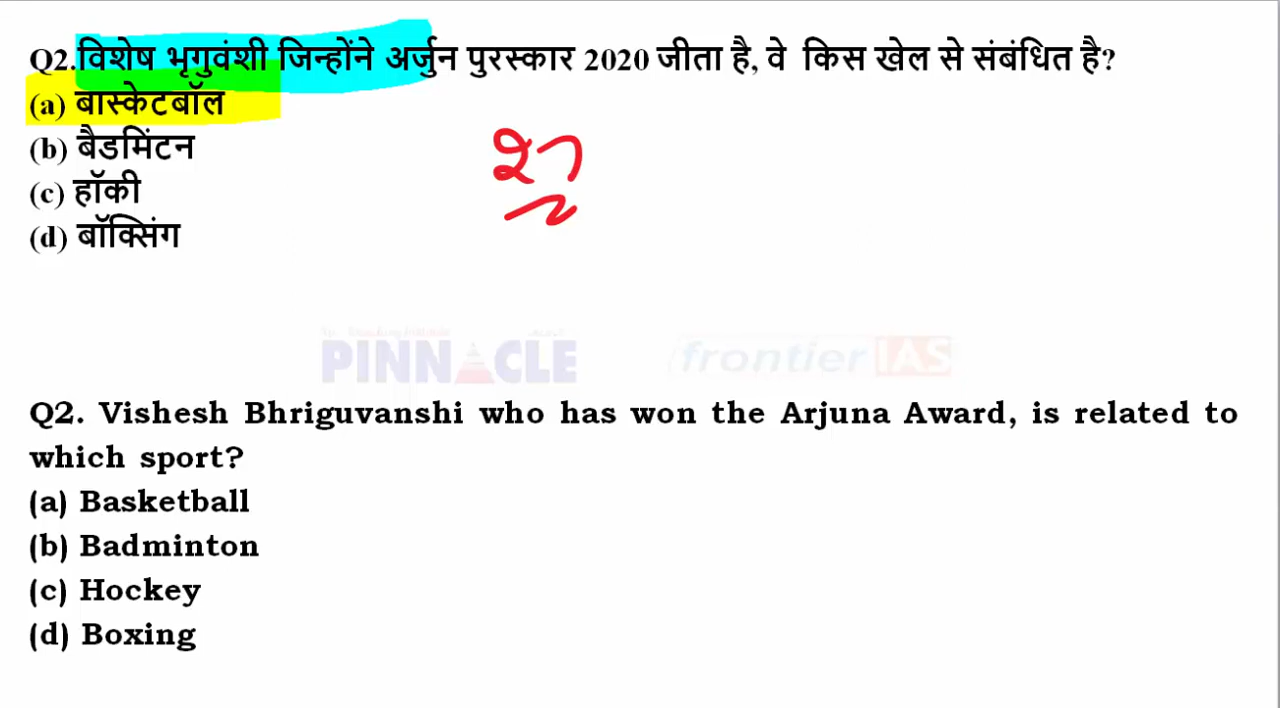 Q2.विशेष भृगुवंशी जिन्होंने अर्जुन पुरस्कार 2020 जीता है, वे किस खेल से संबंधित है?
(a) बास्केटबॉल
(b) बैडमिंटन
(c) हॉकी
(d) बॉक्सिंग
27
PINNACLE frontier IAS
Q2. Vishesh Bhriguvanshi who has won the Arjuna Award, is related to
which sport?
(a) Basketball
(b) Badminton
(c) Hockey
(d) Boxing